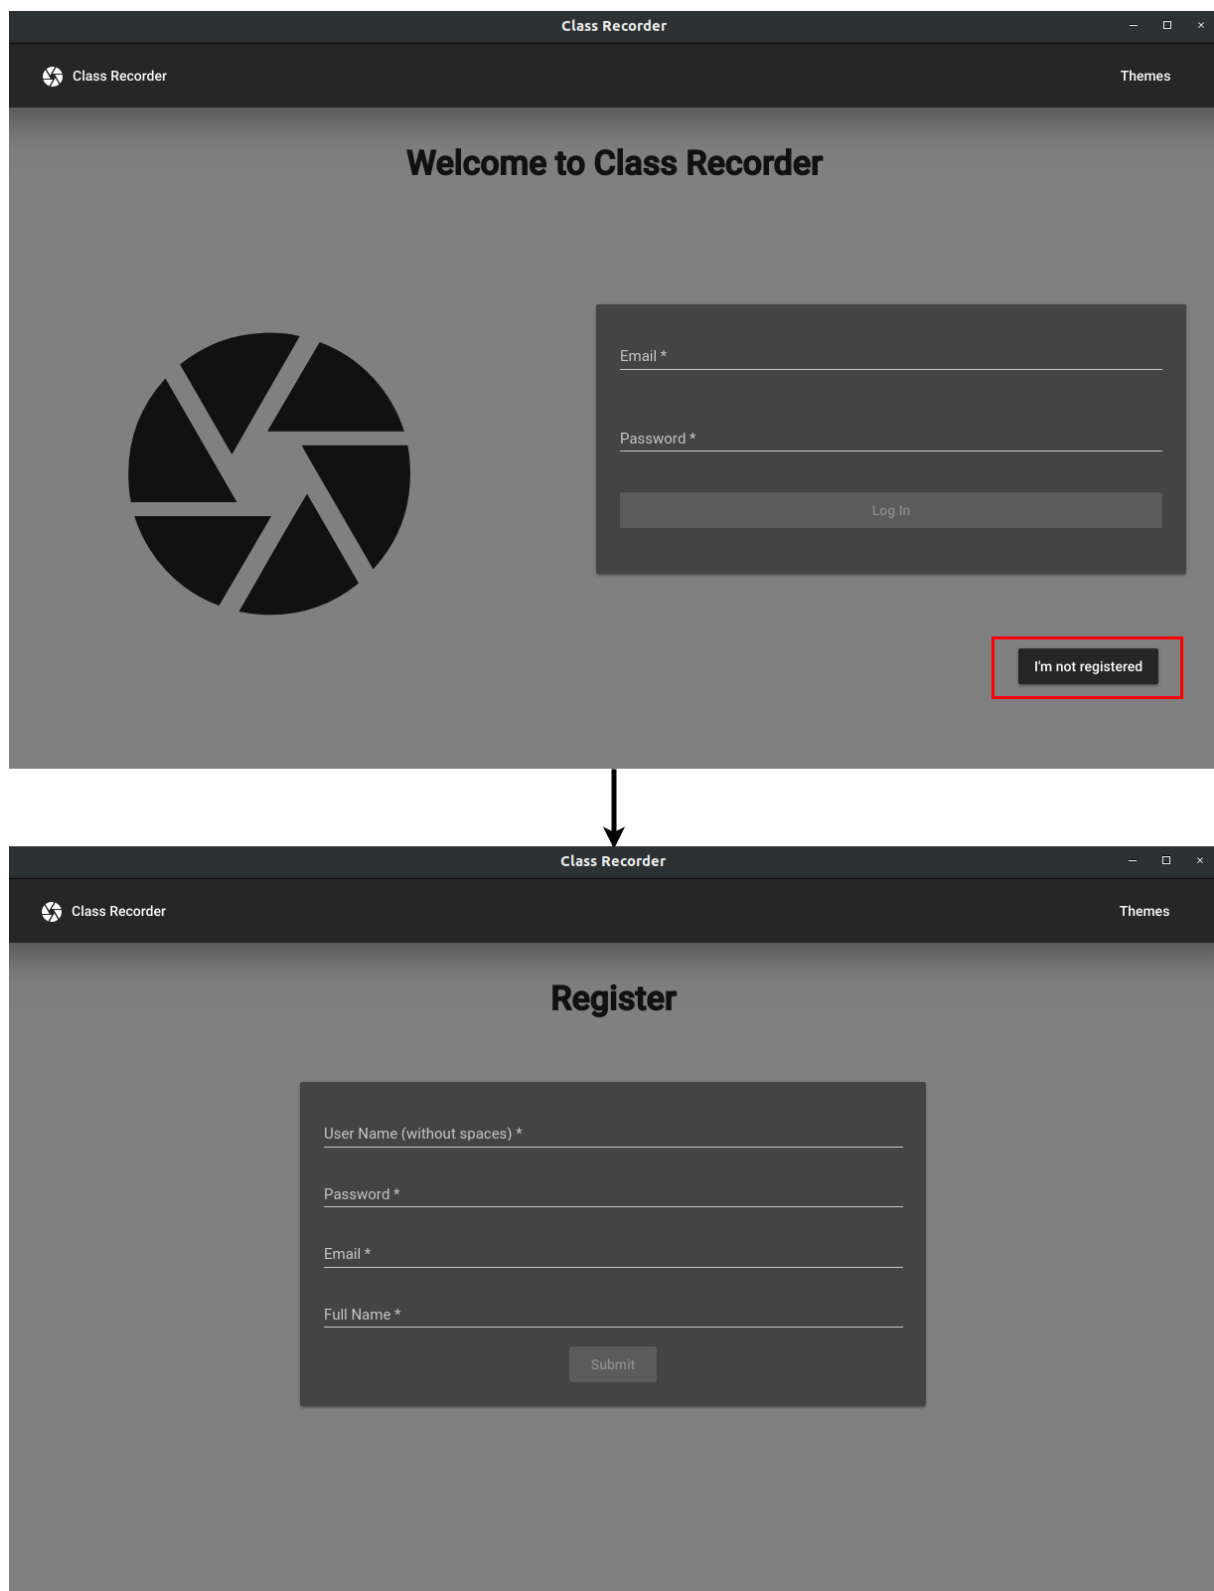 Class Recorder
Class Recorder
Themes
Welcome to Class Recorder
Email *
Password *
Log In
I'm not registered
Class Recorder
Class Recorder
Themes
Register
User Name (without spaces) *
Password *
Email *
Full Name *
Submit